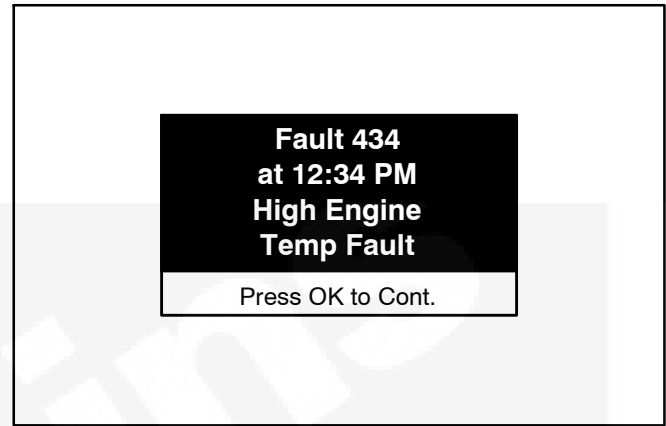 Fault 434
at 12:34 PM
High Engine
Temp Fault
Press OK to Cont.